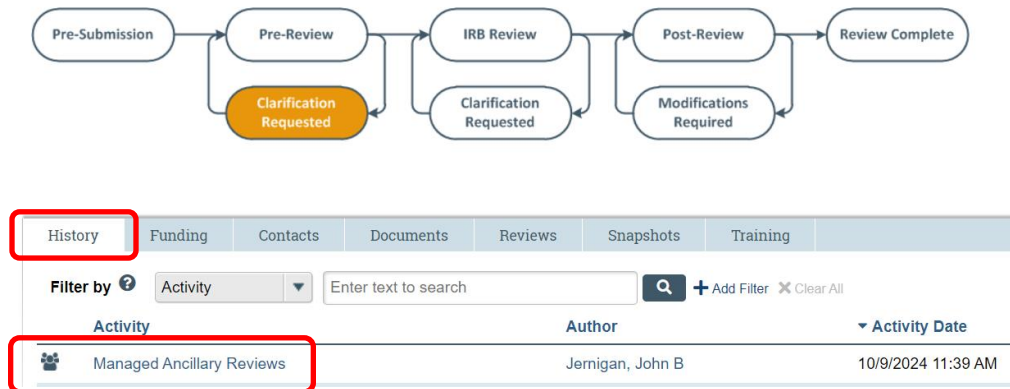 Pre-Submission
Pre-Review
IRB Review
Post-Review
Review Complete
Clarification
Requested
Clarification
Requested
Modifications
Required
History Funding Contacts Documents Reviews Snapshots Training
Filter by ? Activity Enter text to search Add Filter Clear All
Activity Author Activity Date
Managed Ancillary Reviews Jernigan, John B 10/9/2024 11:39 AM